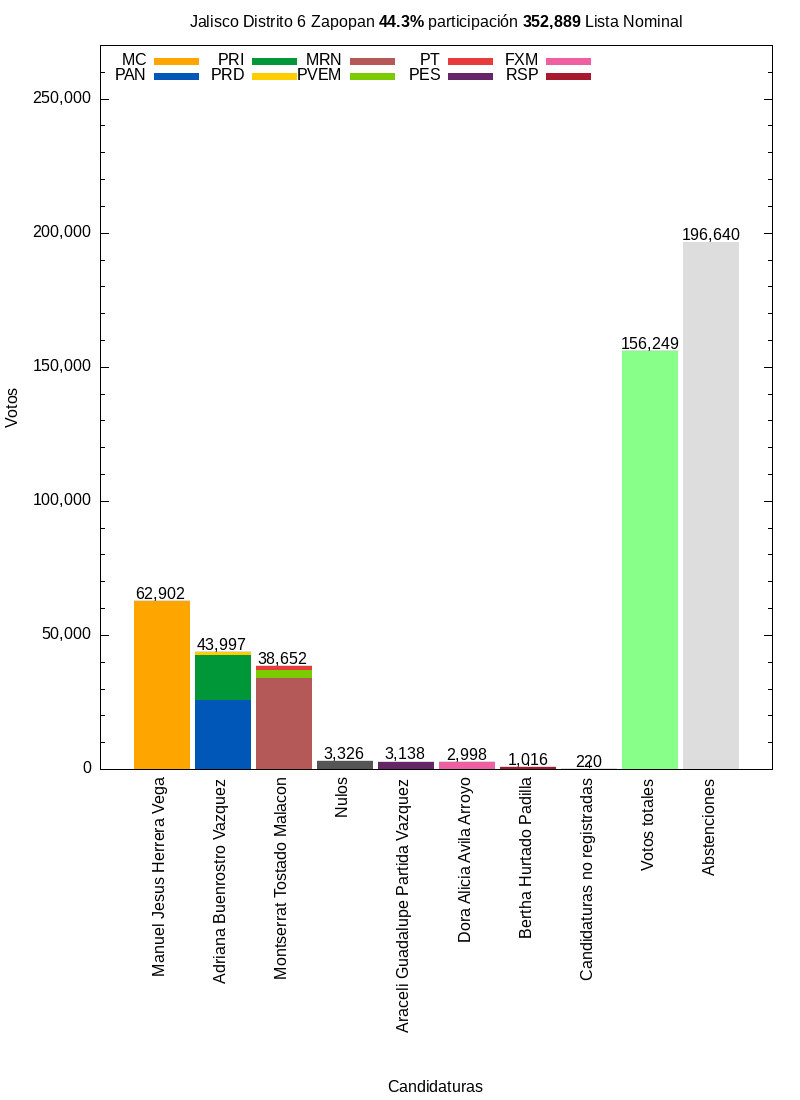 Jalisco Distrito 6 Zapopan 44.3% participación 352,889 Lista Nominal
MC PRI MRN PT FXM
PAN PRD PVEM PES RSP
250,000
200,000
150,000
100,000
50,000
0
Votos
62,902
43,997
38,652
3,326
3,138
2,998
1,016
220
156,249
196,640
Manuel Jesus Herrera Vega
Adriana Buenrostro Vazquez
Montserrat Tostado Malacon
Nulos
Araceli Guadalupe Partida Vazquez
Dora Alicia Avila Arroyo
Bertha Hurtado Padilla
Candidaturas no registradas
Votos totales
Abstenciones
Candidaturas